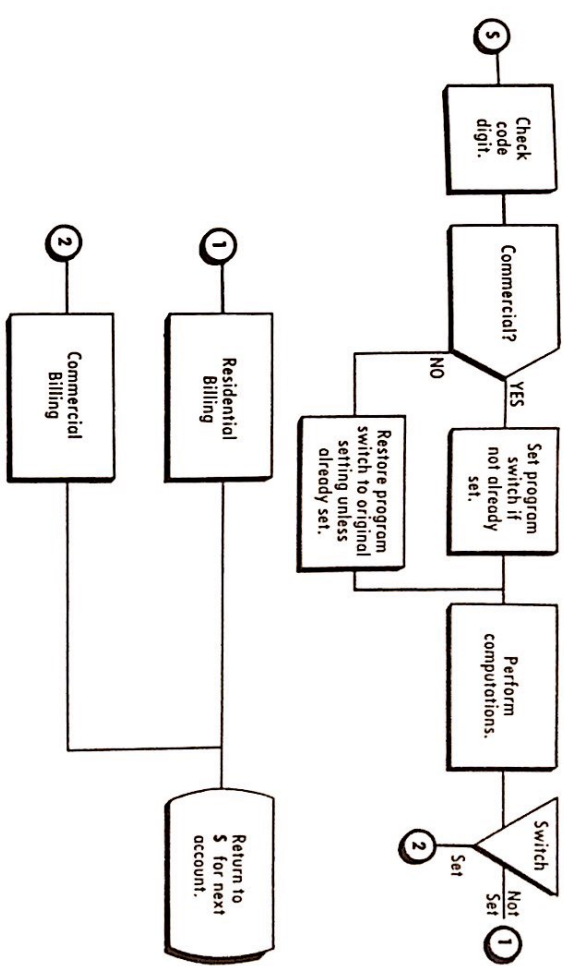 S
Check
code
digit.
Commercial?
YES
NO
Set program
switch if
not already
set.
Restore program
switch to original
setting unless
already set.
Perform
computations.
Switch
Not
Set
1
Set
2
1
Residential
Billing
2
Commercial
Billing
Return to
S for next
account.